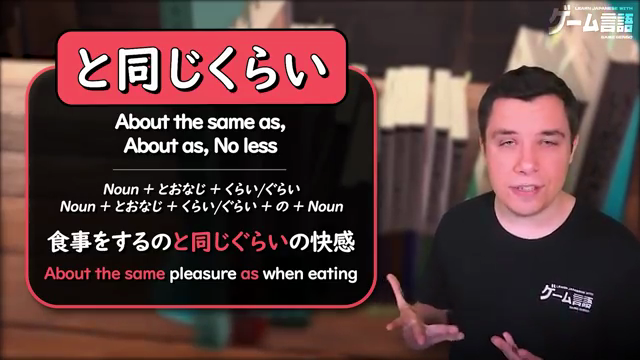 LEARN JAPANESE WITH
ゲーム言語
と同じくらい
About the same as,
About as, No less
Noun + とおなじ + くらい/ぐらい
Noun + とおなじ + くらい/ぐらい + の + Noun
食事をするのと同じぐらいの快感
About the same pleasure as when eating
ゲーム言語